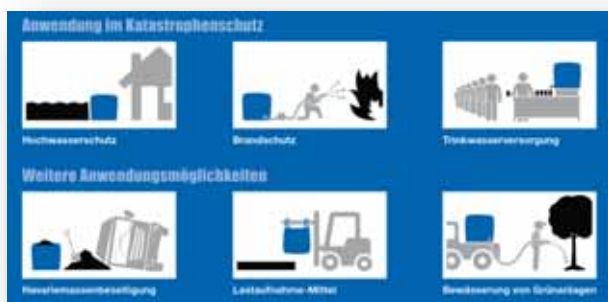 Anwendung im Katastrophenschutz
Hochwasserschutz
Brandschutz
Trinkwasserversorgung
Weitere Anwendungsmöglichkeiten
Havariemassenbeseitigung
Lastaufnahme-Mittel
Bewässerung von Grünanlagen